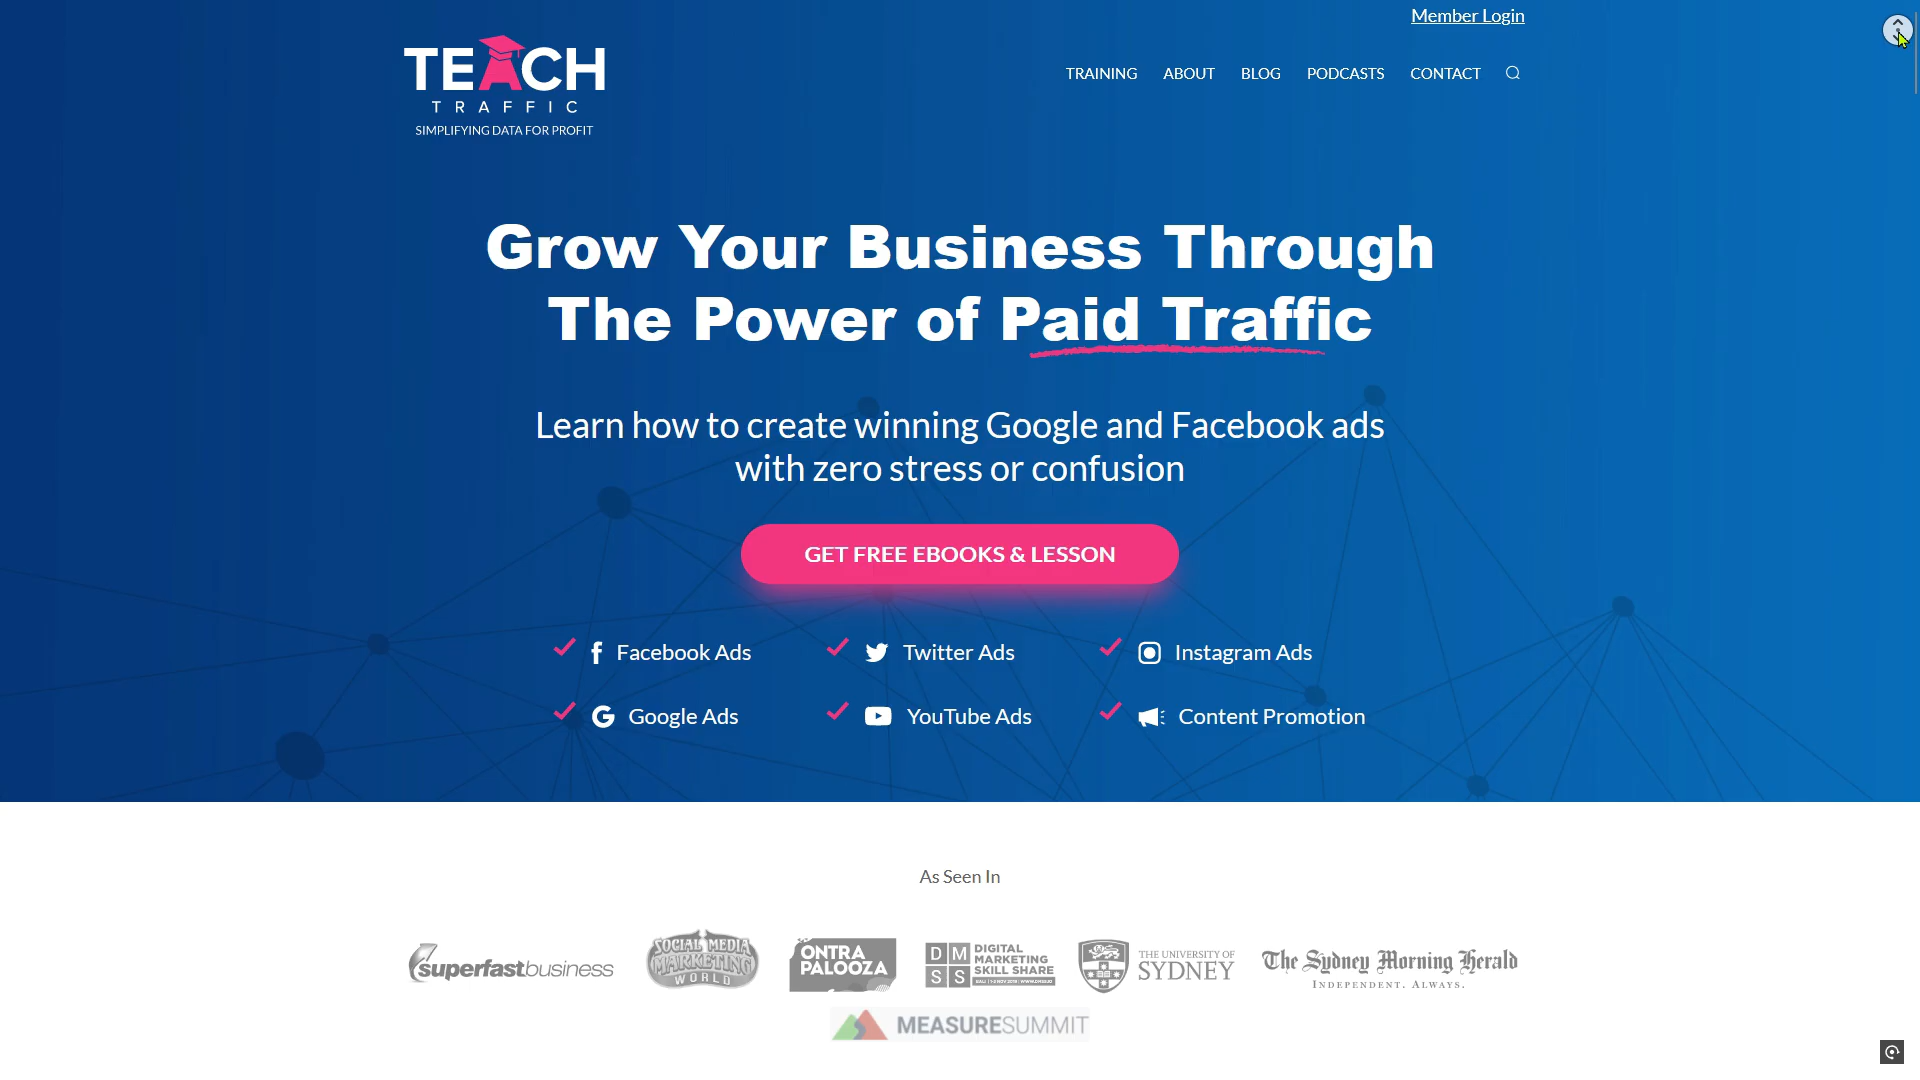 Member Login
TEACH
TRAFFIC
SIMPLIFYING DATA FOR PROFIT
TRAINING
ABOUT
BLOG
PODCASTS
CONTACT
Grow Your Business Through
The Power of Paid Traffic
Learn how to create winning Google and Facebook ads
with zero stress or confusion
GET FREE EBOOKS & LESSON
Facebook Ads
Twitter Ads
Instagram Ads
Google Ads
YouTube Ads
Content Promotion
As Seen In
superfastbusiness
SOCIAL MEDIA
MARKETING
WORLD
ONTRA
PALOOZA
DMSS
DIGITAL
MARKETING
SKILL SHARE
THE UNIVERSITY OF
SYDNEY
The Sydney Morning Herald
INDEPENDENT. ALWAYS.
MEASURESUMMIT